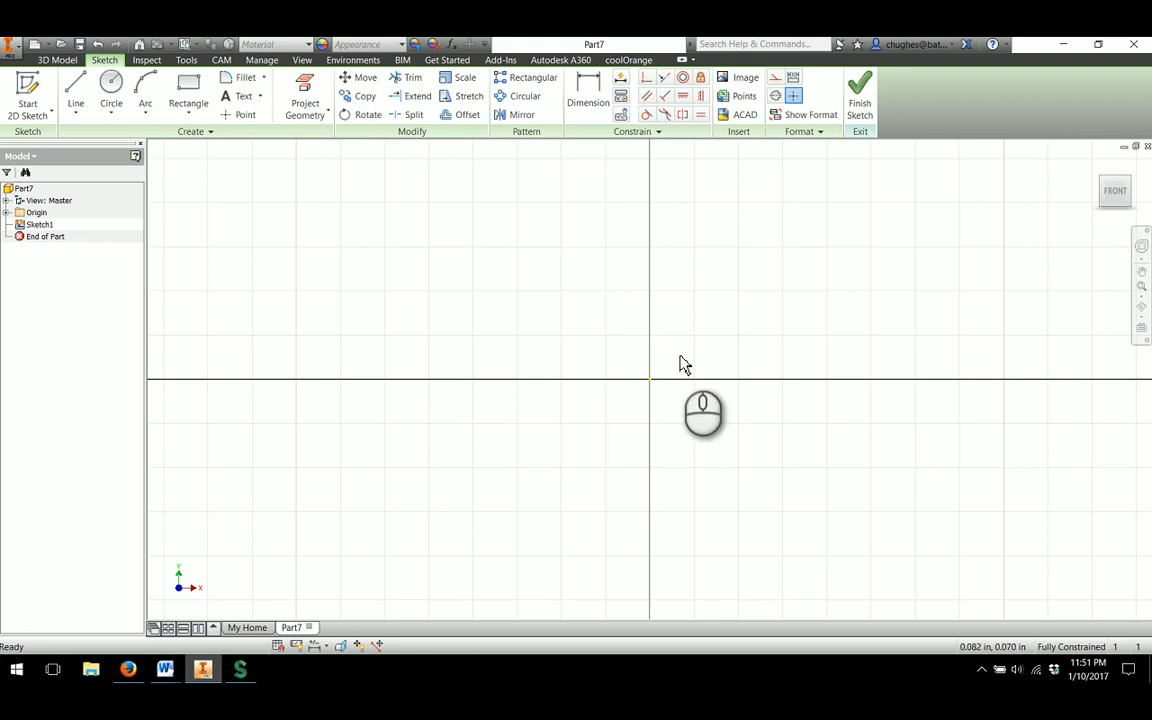 PRO Material Appearance Part7 Search Help & Commands... chughes@bat...
3D Model Sketch Inspect Tools CAM Manage View Environments BIM Get Started Add-Ins Autodesk A360 coolOrange
Fillet Move Trim Scale Rectangular Image
Start 2D Sketch Line Circle Arc Rectangle Text Project Geometry Copy Extend Stretch Circular Dimension Points Finish Sketch
Point Rotate Split Offset Mirror ACAD Show Format
Sketch Create Modify Pattern Constrain Insert Format Exit
Model
Part7
View: Master
Origin
Sketch1
End of Part
FRONT
Y
X
My Home Part7
Ready 0.082 in, 0.070 in Fully Constrained 1 1
11:51 PM
1/10/2017